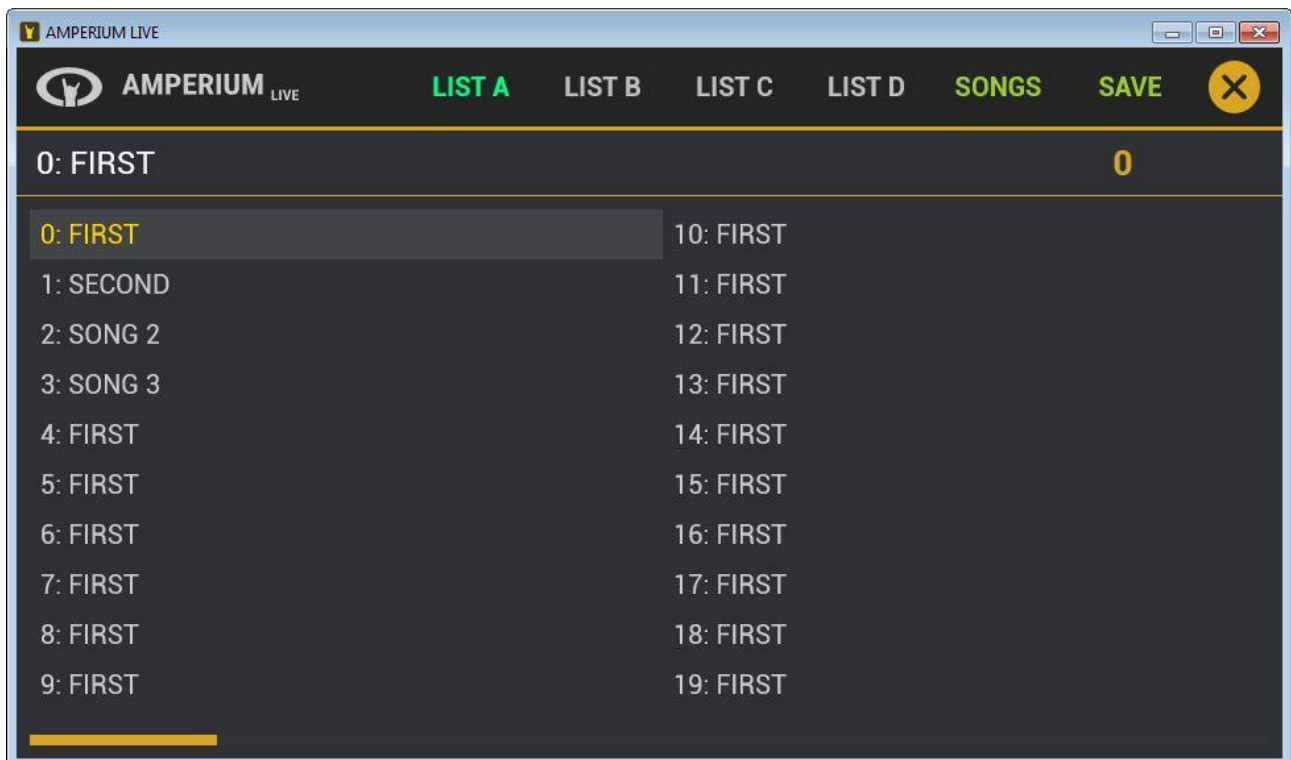 AMPERIUM LIVE
AMPERIUM LIVE LIST A LIST B LIST C LIST D SONGS SAVE
0: FIRST 0
0: FIRST
1: SECOND
2: SONG 2
3: SONG 3
4: FIRST
5: FIRST
6: FIRST
7: FIRST
8: FIRST
9: FIRST
10: FIRST
11: FIRST
12: FIRST
13: FIRST
14: FIRST
15: FIRST
16: FIRST
17: FIRST
18: FIRST
19: FIRST